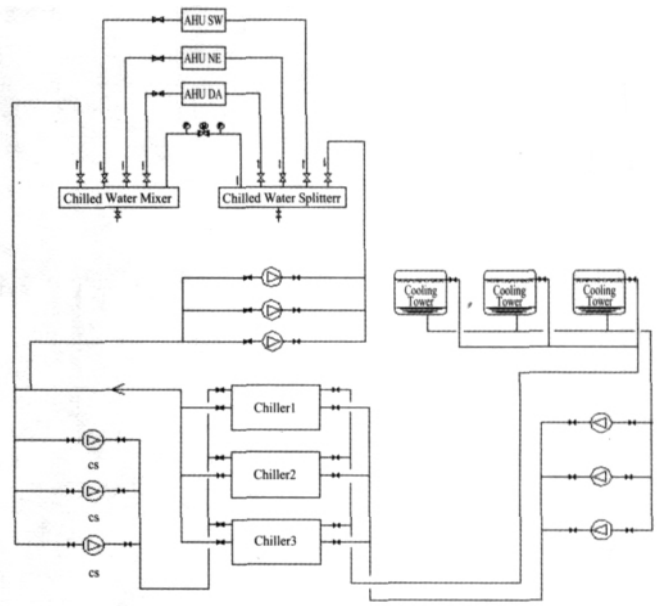 AHU SW
AHU NE
AHU DA
Chilled Water Mixer
Chilled Water Splitterr
Cooling
Tower
Cooling
Tower
Cooling
Tower
Chiller1
cs
Chiller2
cs
Chiller3
cs